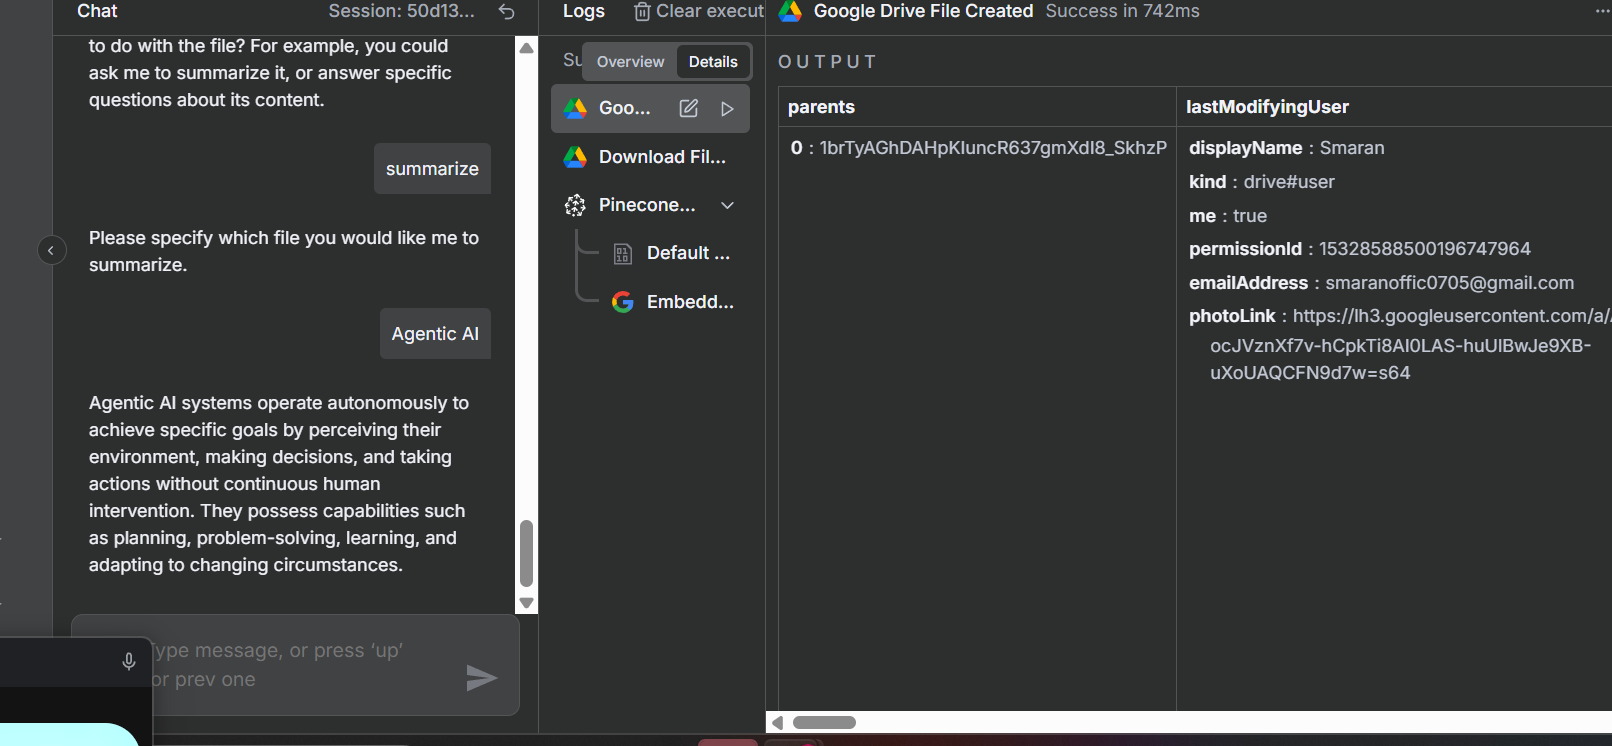 Chat
Session: 50d13...
to do with the file? For example, you could
ask me to summarize it, or answer specific
questions about its content.
summarize
Please specify which file you would like me to
summarize.
Agentic AI
Agentic AI systems operate autonomously to
achieve specific goals by perceiving their
environment, making decisions, and taking
actions without continuous human
intervention. They possess capabilities such
as planning, problem-solving, learning, and
adapting to changing circumstances.
ype message, or press ‘up’
or prev one
Logs
Clear execut
Su
Overview
Details
Goo...
Download Fil...
Pinecone...
Default ...
Embedd...
Google Drive File Created Success in 742ms
OUTPUT
parents
0 : 1brTyAGhDAHpKIuncR637gmXdI8_SkhzP
lastModifyingUser
displayName : Smaran
kind : drive#user
me : true
permissionId : 15328588500196747964
emailAddress : smaranoffic0705@gmail.com
photoLink : https://lh3.googleusercontent.com/a/
ocJVznXf7v-hCpkTi8AI0LAS-huUIBwJe9XB-
uXoUAQCFN9d7w=s64